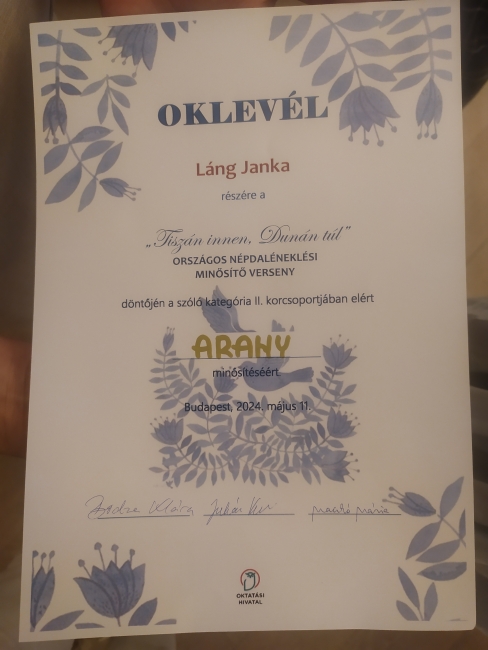 OKLEVÉL
Láng Janka
részére a
„Tiszán innen, Dunán túl”
ORSZÁGOS NÉPDALÉNEKLÉSI
MINŐSÍTŐ VERSENY
döntőjén a szóló kategória II. korcsoportjában elért
ARANY
minősítéséért.
Budapest, 2024. május 11.
OKTATÁSI
HIVATAL